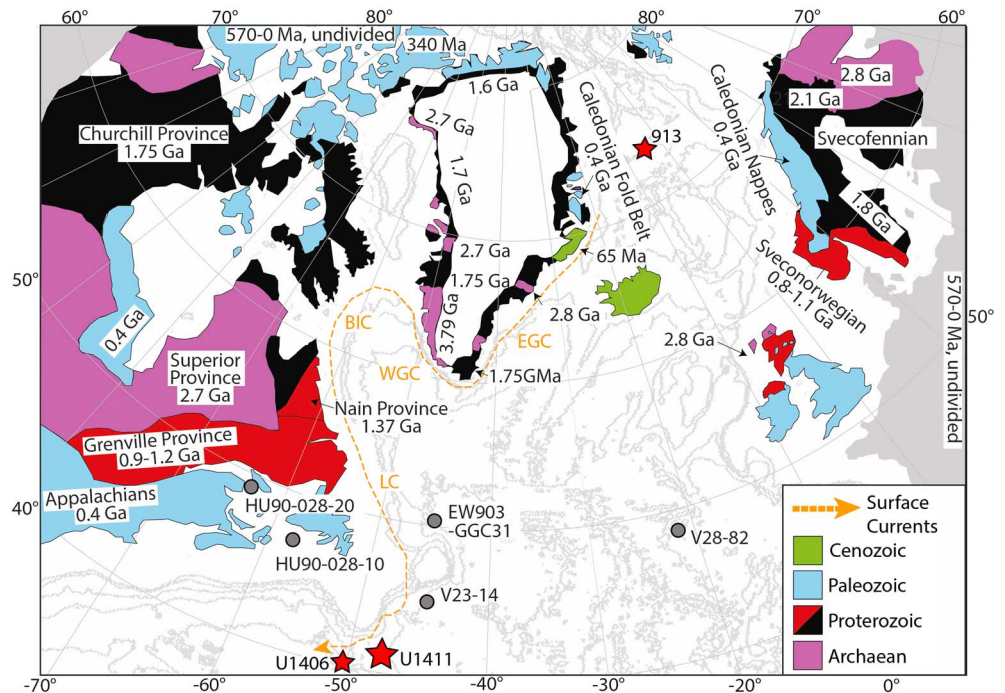 60°
70°
80°
80°
70°
60°
570-0 Ma, undivided
340 Ma
1.6 Ga
2.7 Ga
1.7 Ga
Churchill Province
1.75 Ga
Caledonian Fold Belt
0.4 Ga
913
Caledonian Nappes
0.4 Ga
2.8 Ga
2.1 Ga
Svecofennian
1.8 Ga
50°
0.4 Ga
Superior
Province
2.7 Ga
2.7 Ga
1.75 Ga
3.79 Ga
65 Ma
2.8 Ga
Sveconorwegian
0.8-1.1 Ga
570-0 Ma, undivided
50°
BIC
WGC
EGC
1.75GMa
2.8 Ga
Nain Province
1.37 Ga
Grenville Province
0.9-1.2 Ga
Appalachians
0.4 Ga
LC
40°
HU90-028-20
HU90-028-10
EW903
-GGC31
V28-82
V23-14
U1406
U1411
Surface
Currents
Cenozoic
Paleozoic
Proterozoic
Archaean
-70°
-60°
-50°
-40°
-30°
-20°
0°